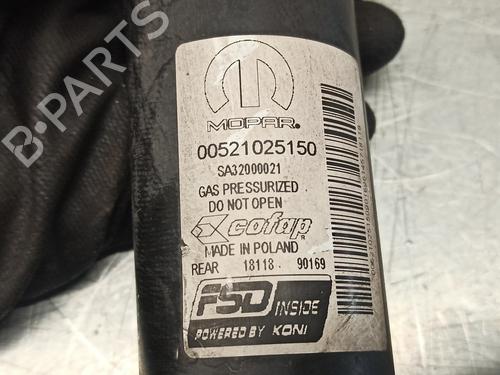 B-PARTS
MOPAR®
00521025150
SA32000021
GAS PRESSURIZED
DO NOT OPEN
cofap®
MADE IN POLAND
REAR 18118 90169
FSD INSIDE
POWERED BY KONI